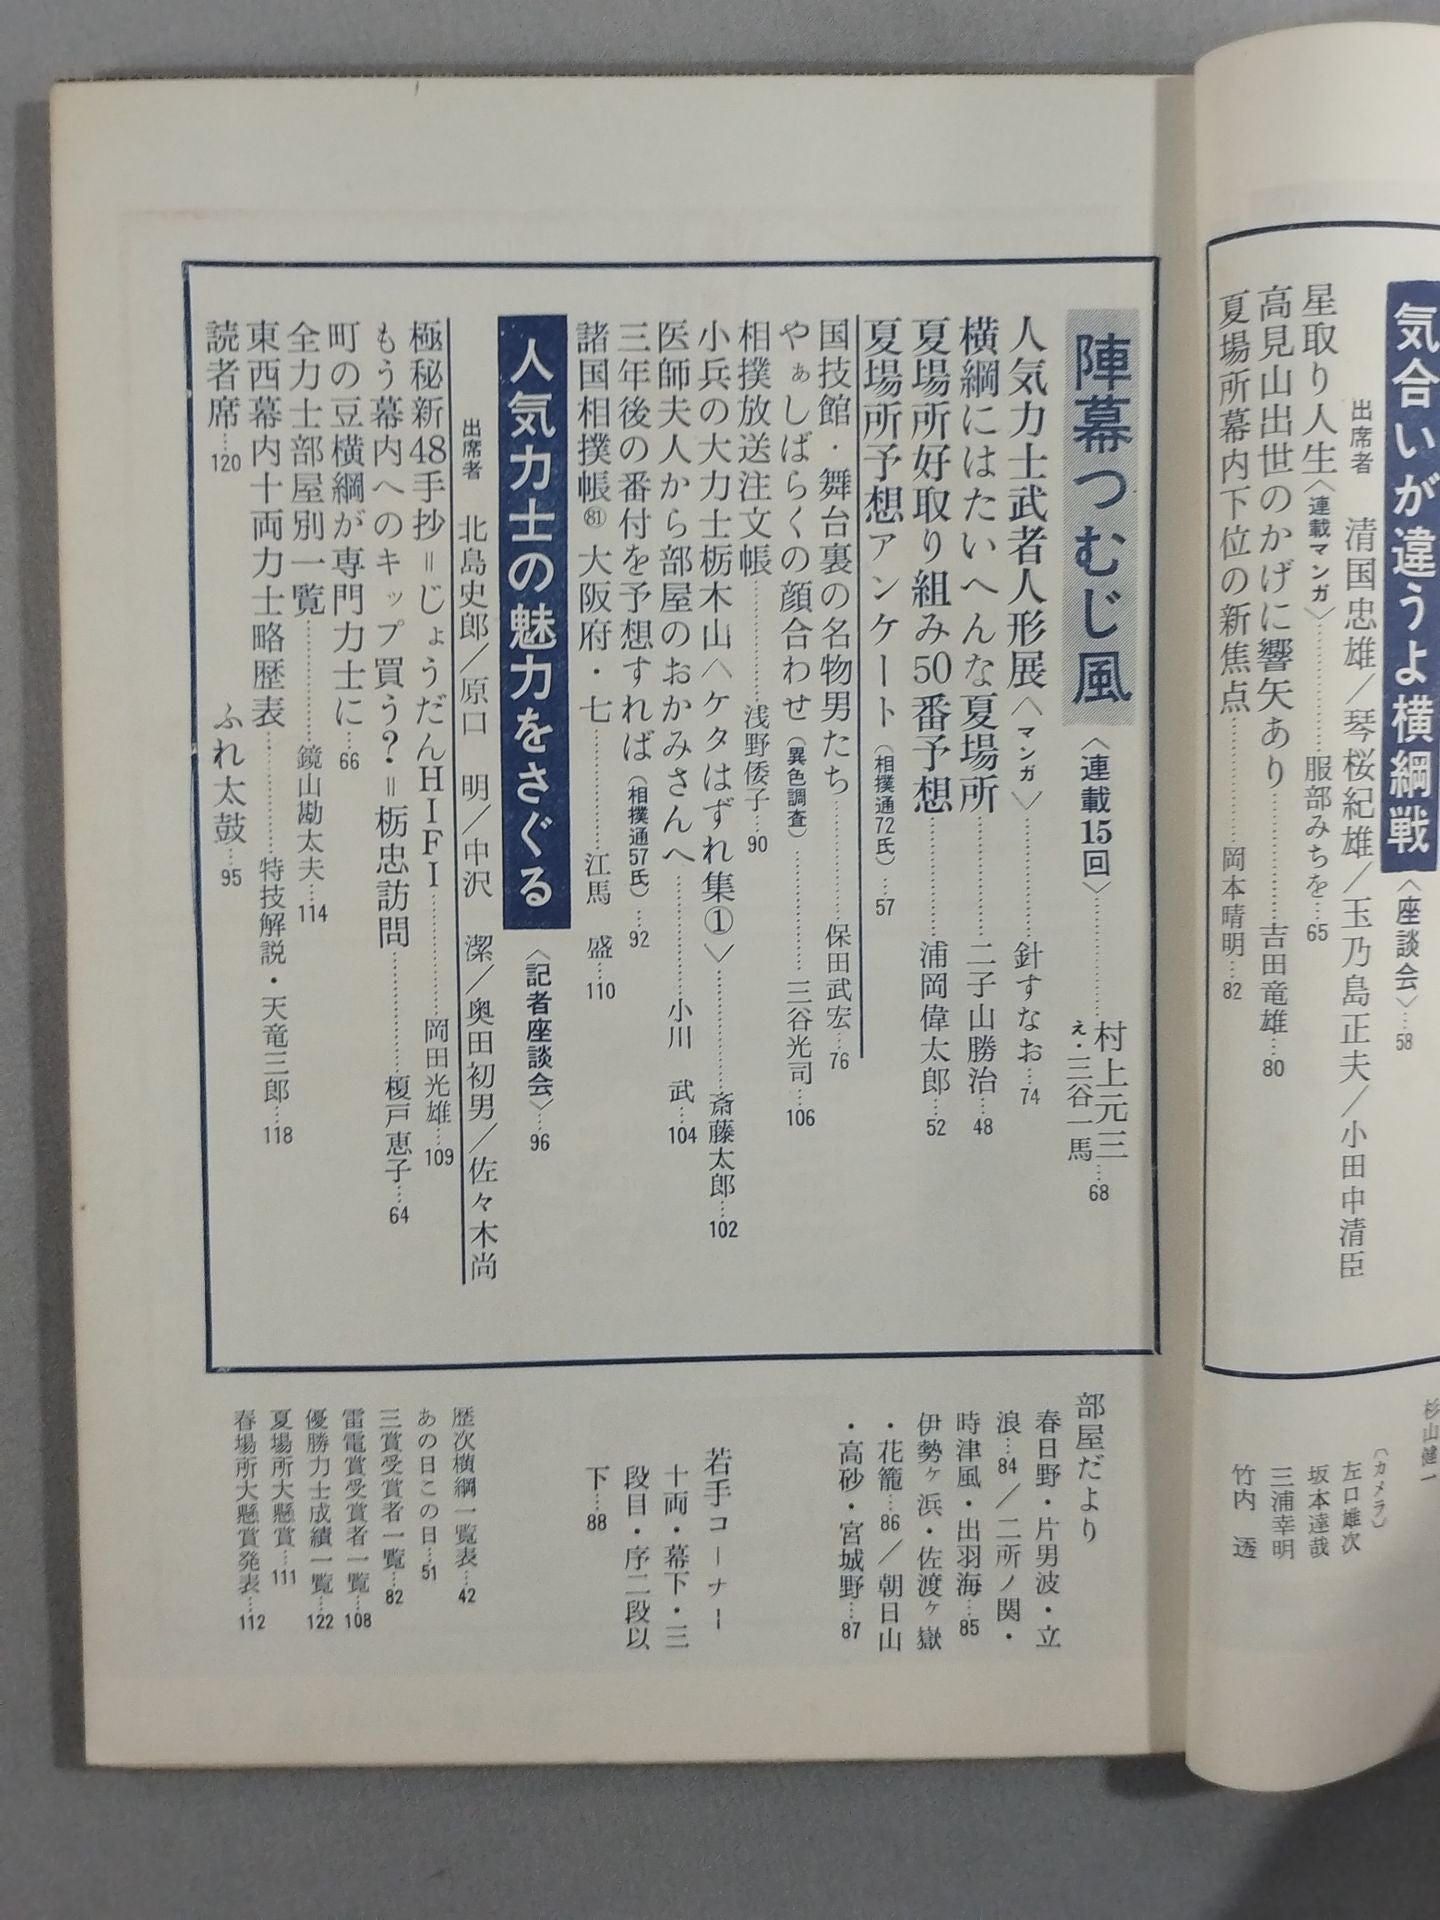 気合いが違うよ横綱戦〈座談会〉…58
出席者 清国忠雄／琴桜紀雄／玉乃島正夫／小田中清臣
星取り人生〈連載マンガ〉…服部みちを…65
高見山出世のかげに響矢あり…吉田竜雄…80
夏場所幕内下位の新焦点…岡本晴明…82
杉山健一
〔カメラ〕
左口雄次
坂本達哉
三浦幸明
竹内 透
陣幕つむじ風〈連載15回〉…村上元三…68
え・三谷一馬
人気力士武者人形展〈マンガ〉…針すなお…74
横綱にはたいへんな夏場所…二子山勝治…48
夏場所好取り組み50番予想…浦岡偉太郎…52
夏場所予想アンケート（相撲通72氏）…57
国技館・舞台裏の名物男たち…保田武宏…76
やぁしばらくの顔合わせ（異色調査）…三谷光司…106
相撲放送注文帳…浅野倭子…90
小兵の大力士栃木山〈ケタはずれ集①〉…斎藤太郎…102
医師夫人から部屋のおかみさんへ…小川 武…104
三年後の番付を予想すれば（相撲通57氏）…92
諸国相撲帳㉛ 大阪府・七…江馬 盛…110
人気力士の魅力をさぐる〈記者座談会〉…96
出席者 北島史郎／原口 明／中沢 潔／奥田初男／佐々木尚
極秘新48手抄＝じょうだんHIFI…岡田光雄…109
もう幕内へのキップ買う？＝栃忠訪問…榎戸恵子…64
町の豆横綱が専門力士に…66
全力士部屋別一覧…鏡山勘太夫…114
東西幕内十両力士略歴表…特技解説・天竜三郎…118
読者席…120 ふれ太鼓…95
部屋だより
春日野・片男波・立
浪…84／二所ノ関・
時津風・出羽海…85
伊勢ヶ浜・佐渡ヶ嶽
・花籠…86／朝日山
・高砂・宮城野…87
若手コーナー
十両・幕下・三
段目・序二段以
下…88
歴次横綱一覧表…42
あの日この日…51
三賞受賞者一覧…82
雷電賞受賞者一覧…108
優勝力士成績一覧…122
夏場所大懸賞…111
春場所大懸賞発表…112